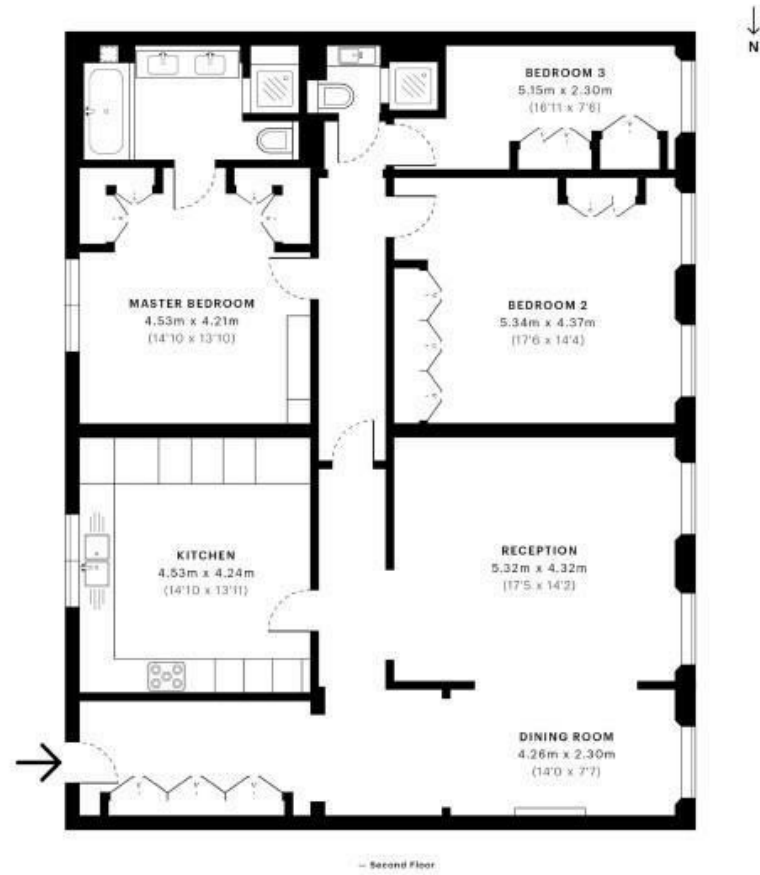 N
BEDROOM 3
5.15m x 2.30m
(16'11 x 7'6)
MASTER BEDROOM
4.53m x 4.21m
(14'10 x 13'10)
BEDROOM 2
5.34m x 4.37m
(17'6 x 14'4)
KITCHEN
4.53m x 4.24m
(14'10 x 13'11)
RECEPTION
5.32m x 4.32m
(17'5 x 14'2)
DINING ROOM
4.26m x 2.30m
(14'0 x 7'7)
— Second Floor